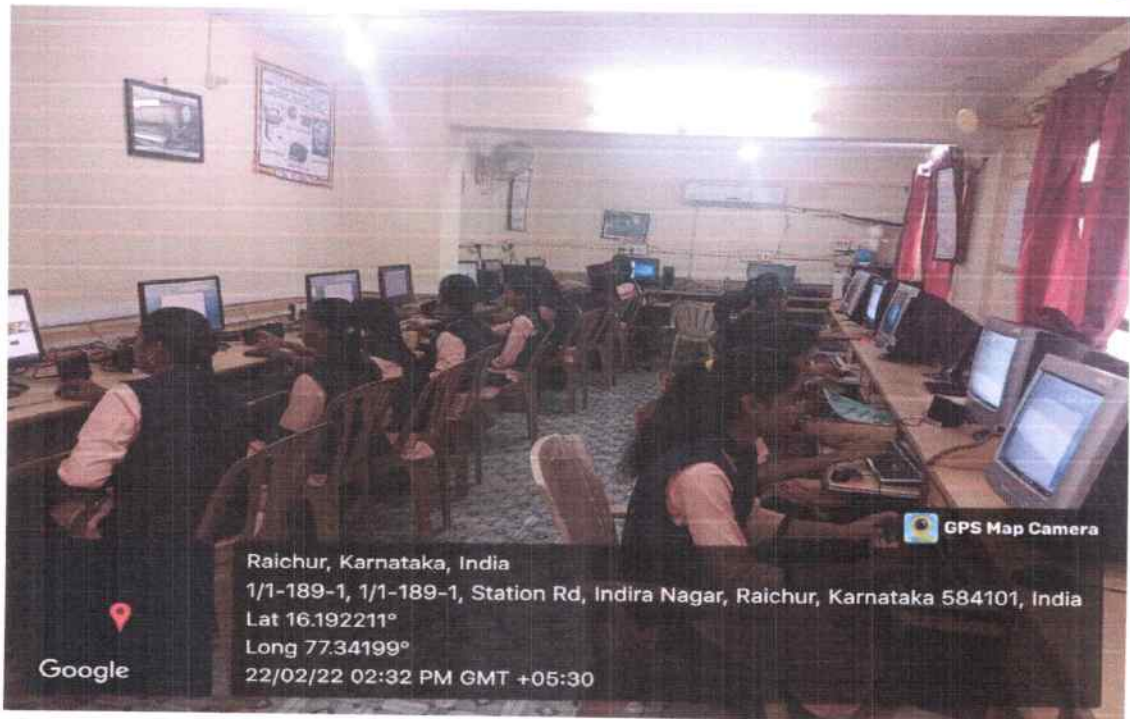 GPS Map Camera
Raichur, Karnataka, India
1/1-189-1, 1/1-189-1, Station Rd, Indira Nagar, Raichur, Karnataka 584101, India
Lat 16.192211°
Long 77.34199°
22/02/22 02:32 PM GMT +05:30
Google